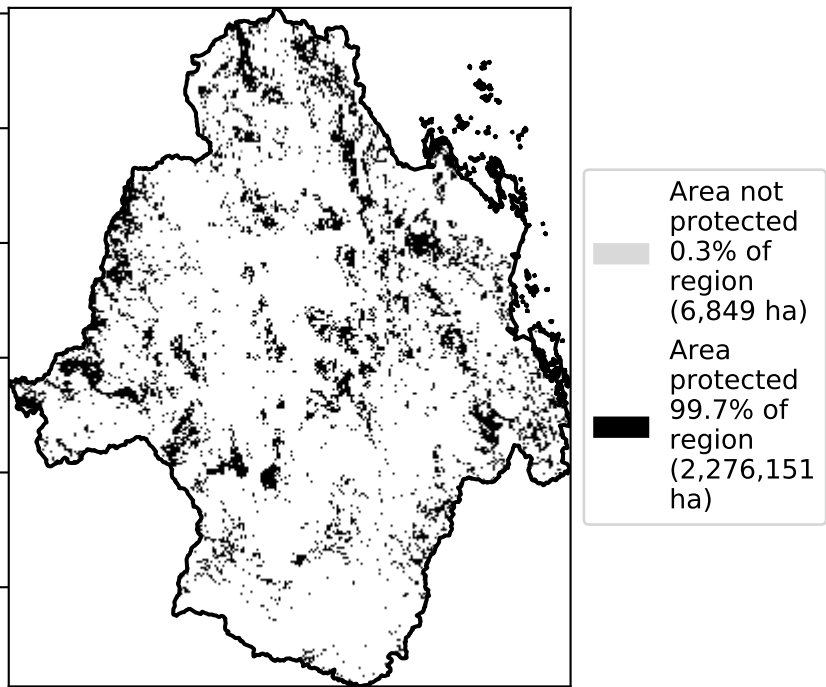 Area not
protected
0.3% of
region
(6,849 ha)
Area
protected
99.7% of
region
(2,276,151
ha)